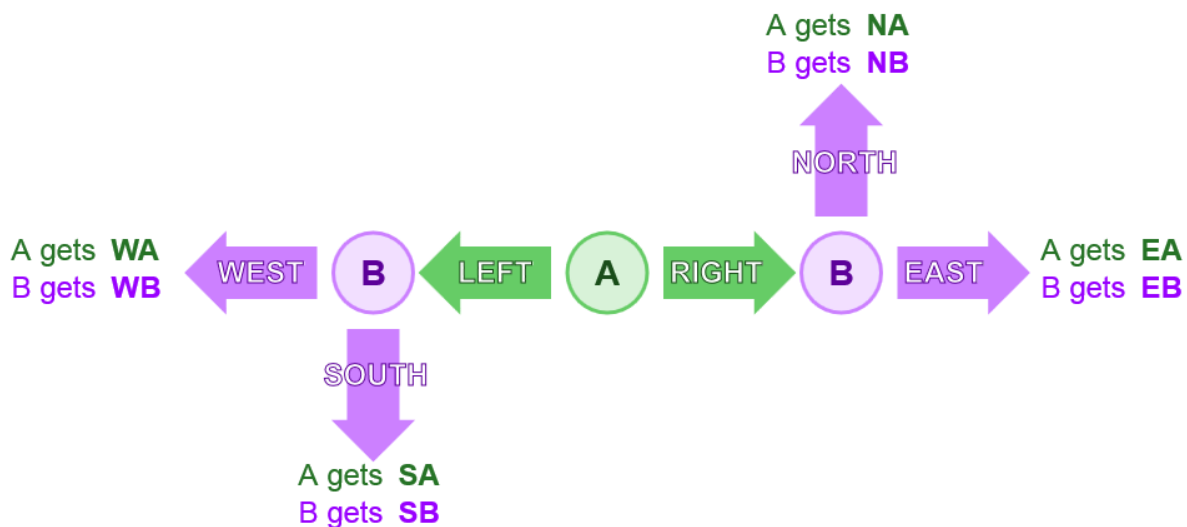 A gets NA
B gets NB
NORTH
A gets WA
B gets WB
WEST
B
LEFT
A
RIGHT
B
EAST
A gets EA
B gets EB
SOUTH
A gets SA
B gets SB